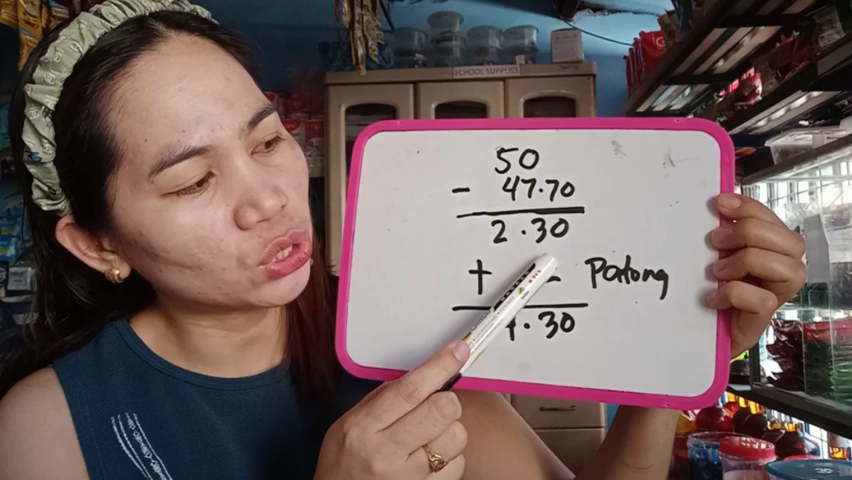 SCHOOL SUPPLIES
50
- 47.70
2.30
+ Patong
.30